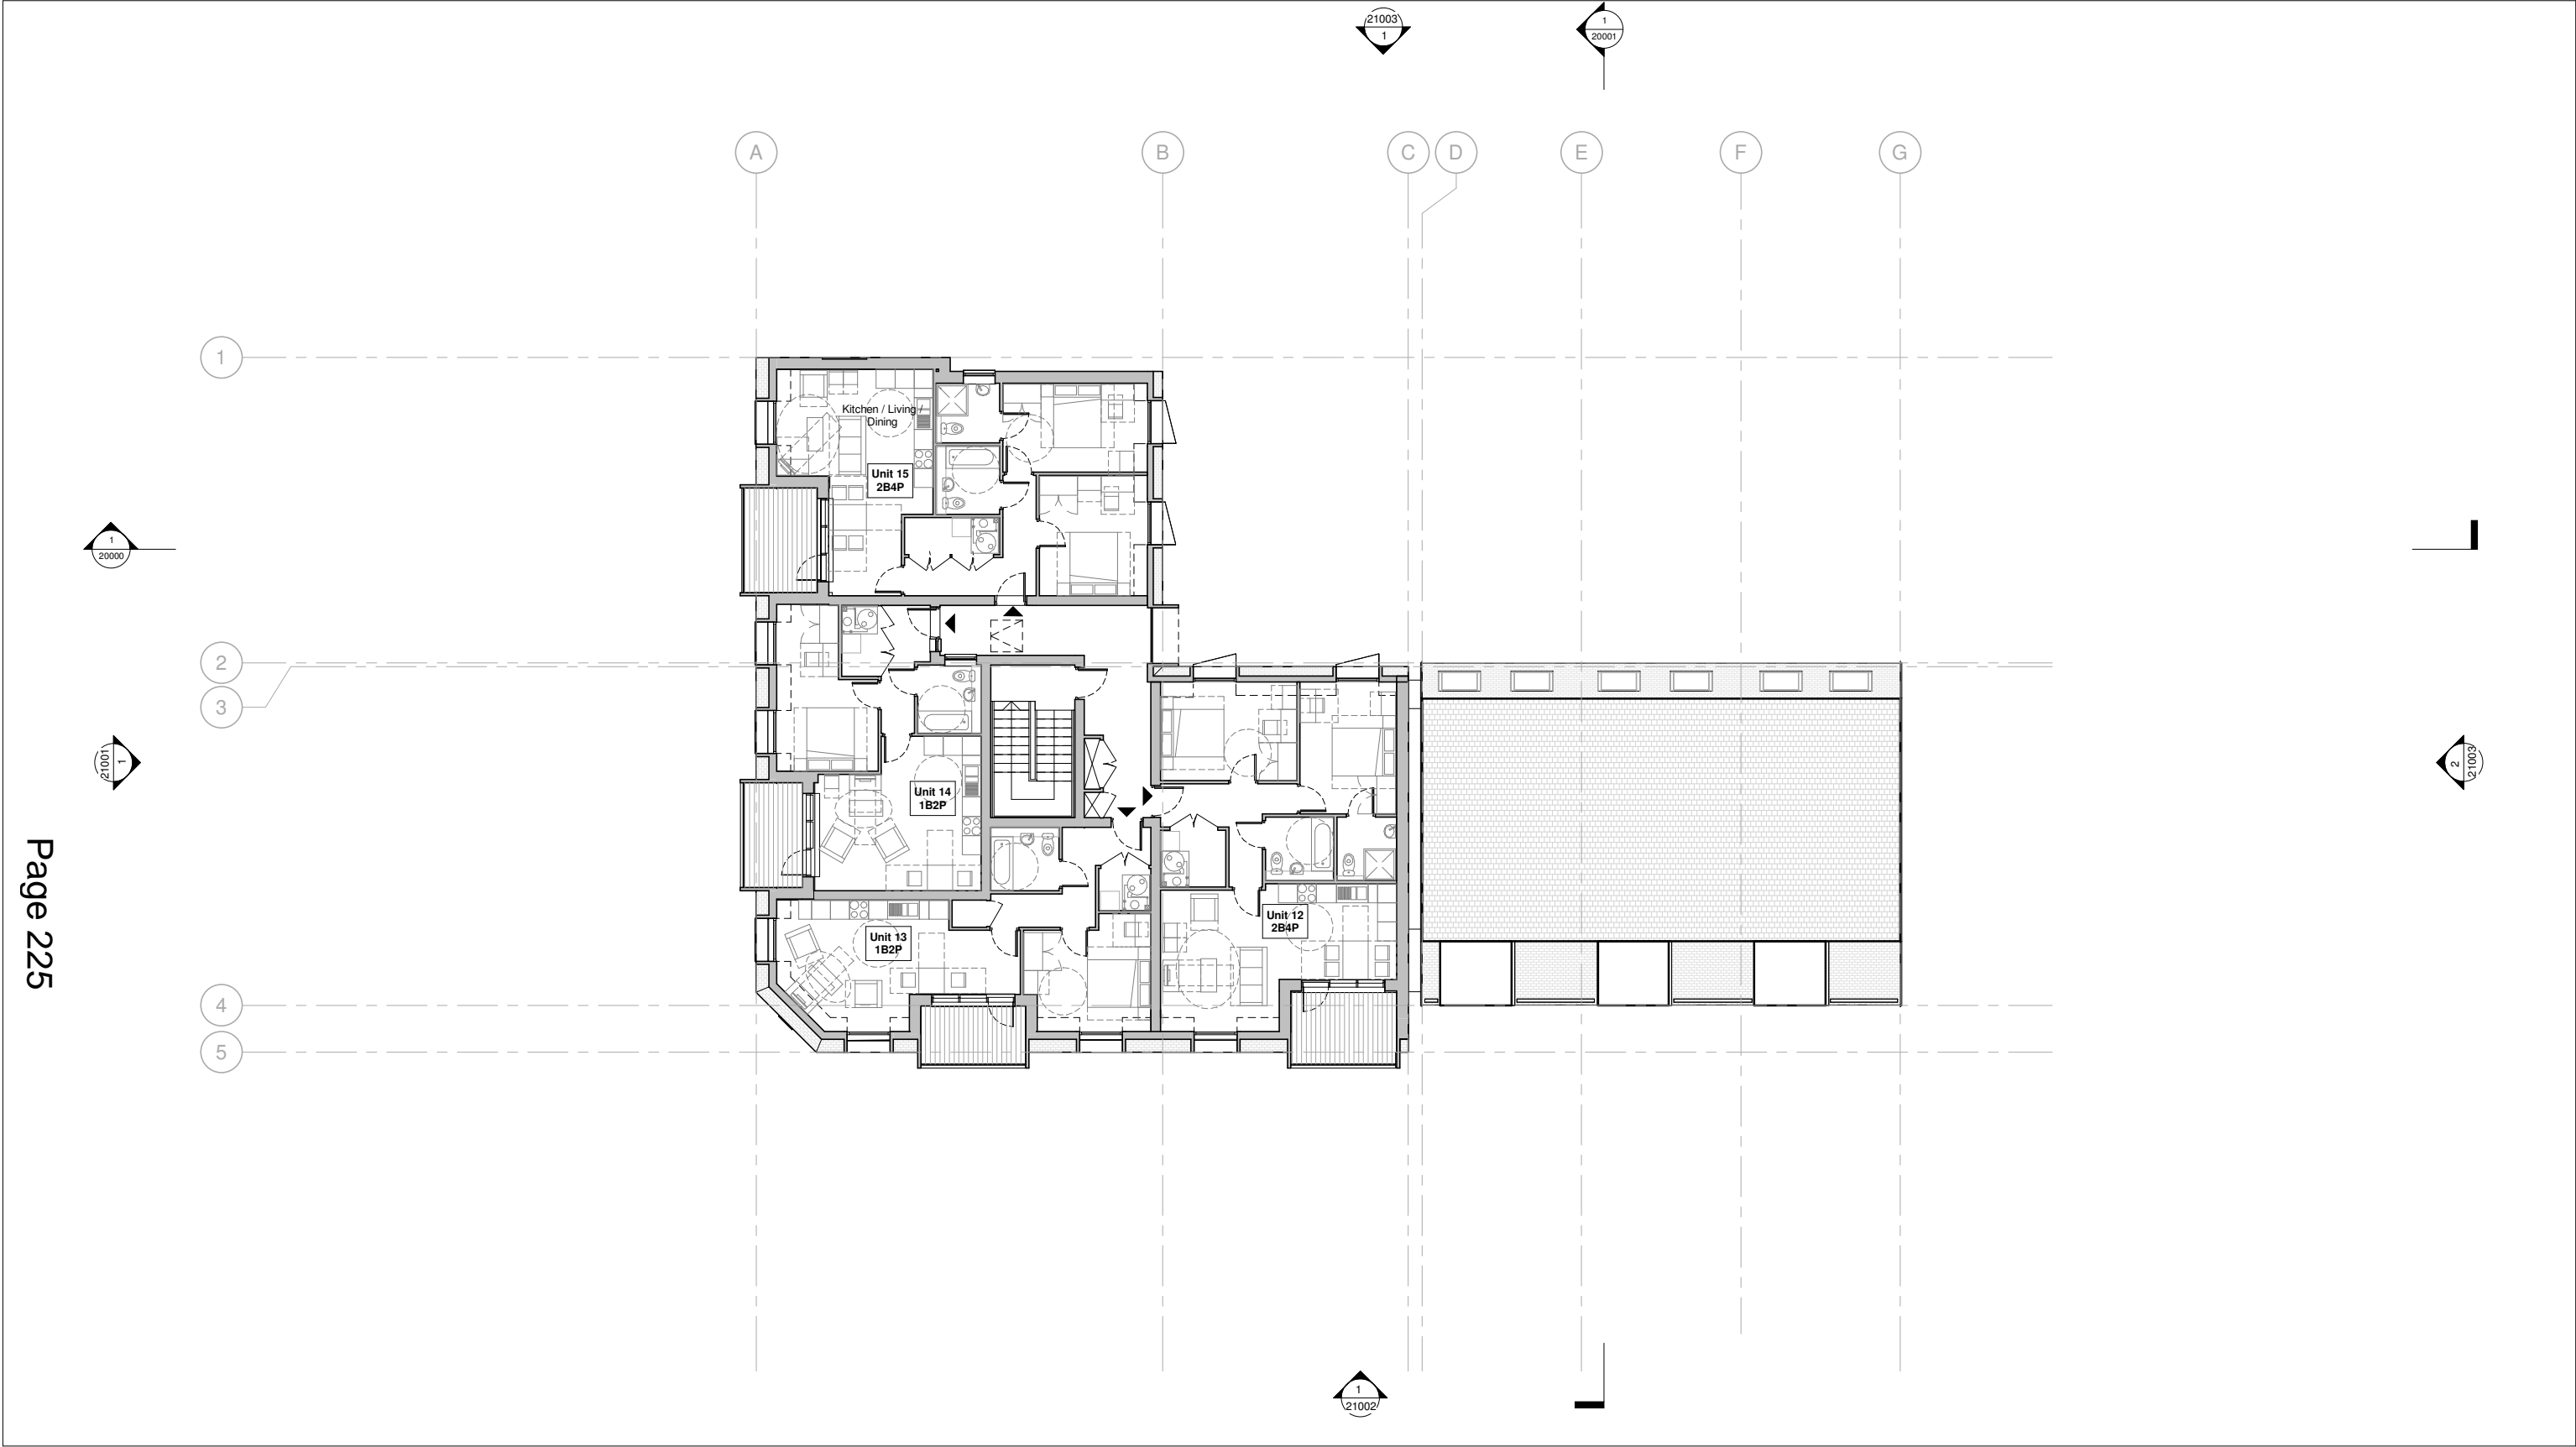 21003
1
1
20001
A
B
C
D
E
F
G
1
Kitchen / Living /
Dining
Unit 15
2B4P
1
20000
2
3
21001
1
2
21003
Unit 14
1B2P
Unit 12
2B4P
Unit 13
1B2P
Page 225
4
5
1
21002